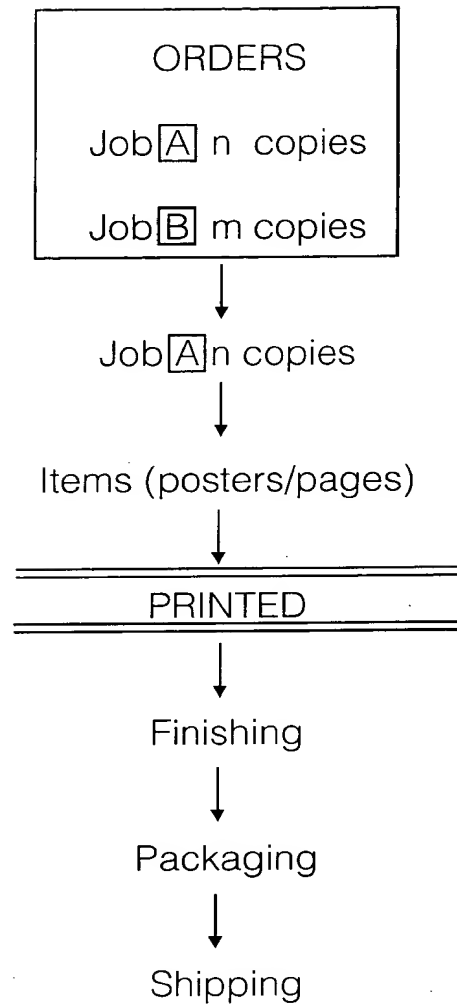 ORDERS
Job A n copies
Job B m copies
Job A n copies
Items (posters/pages)
PRINTED
Finishing
Packaging
Shipping